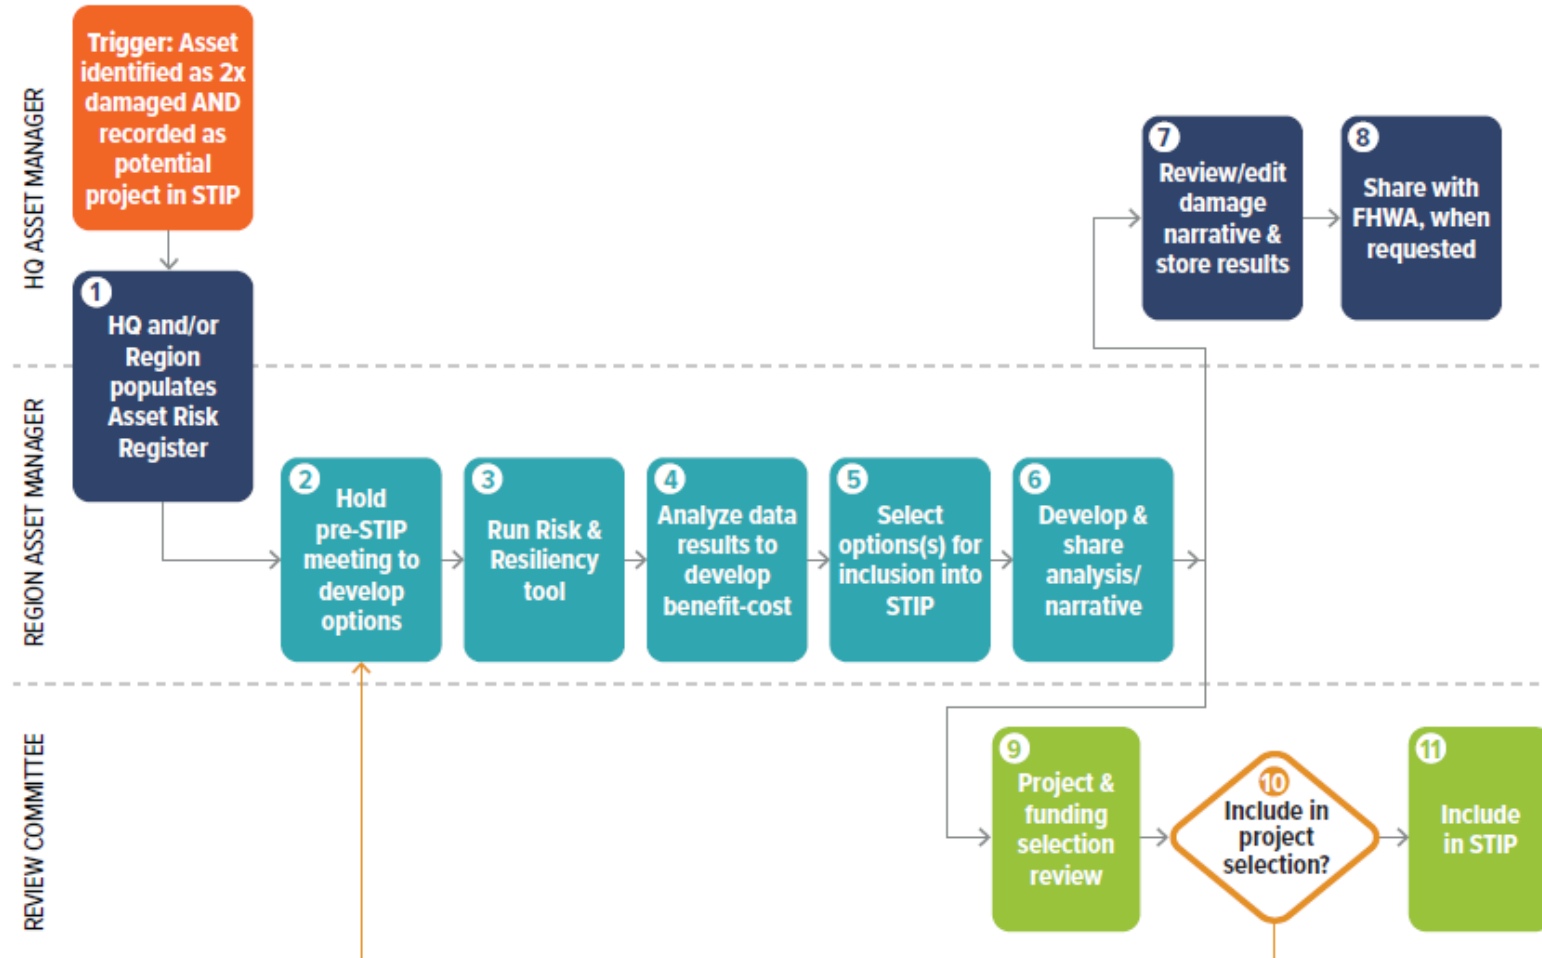 HQ ASSET MANAGER
Trigger: Asset
identified as 2x
damaged AND
recorded as
potential
project in STIP
1
HQ and/or
Region
populates
Asset Risk
Register
7
Review/edit
damage
narrative &
store results
8
Share with
FHWA, when
requested
REGION ASSET MANAGER
2
Hold
pre-STIP
meeting to
develop
options
3
Run Risk &
Resiliency
tool
4
Analyze data
results to
develop
benefit-cost
5
Select
options(s) for
inclusion into
STIP
6
Develop &
share
analysis/
narrative
REVIEW COMMITTEE
9
Project &
funding
selection
review
10
Include in
project
selection?
11
Include
in STIP